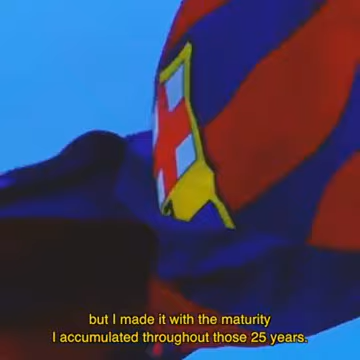 but I made it with the maturity
I accumulated throughout those 25 years.